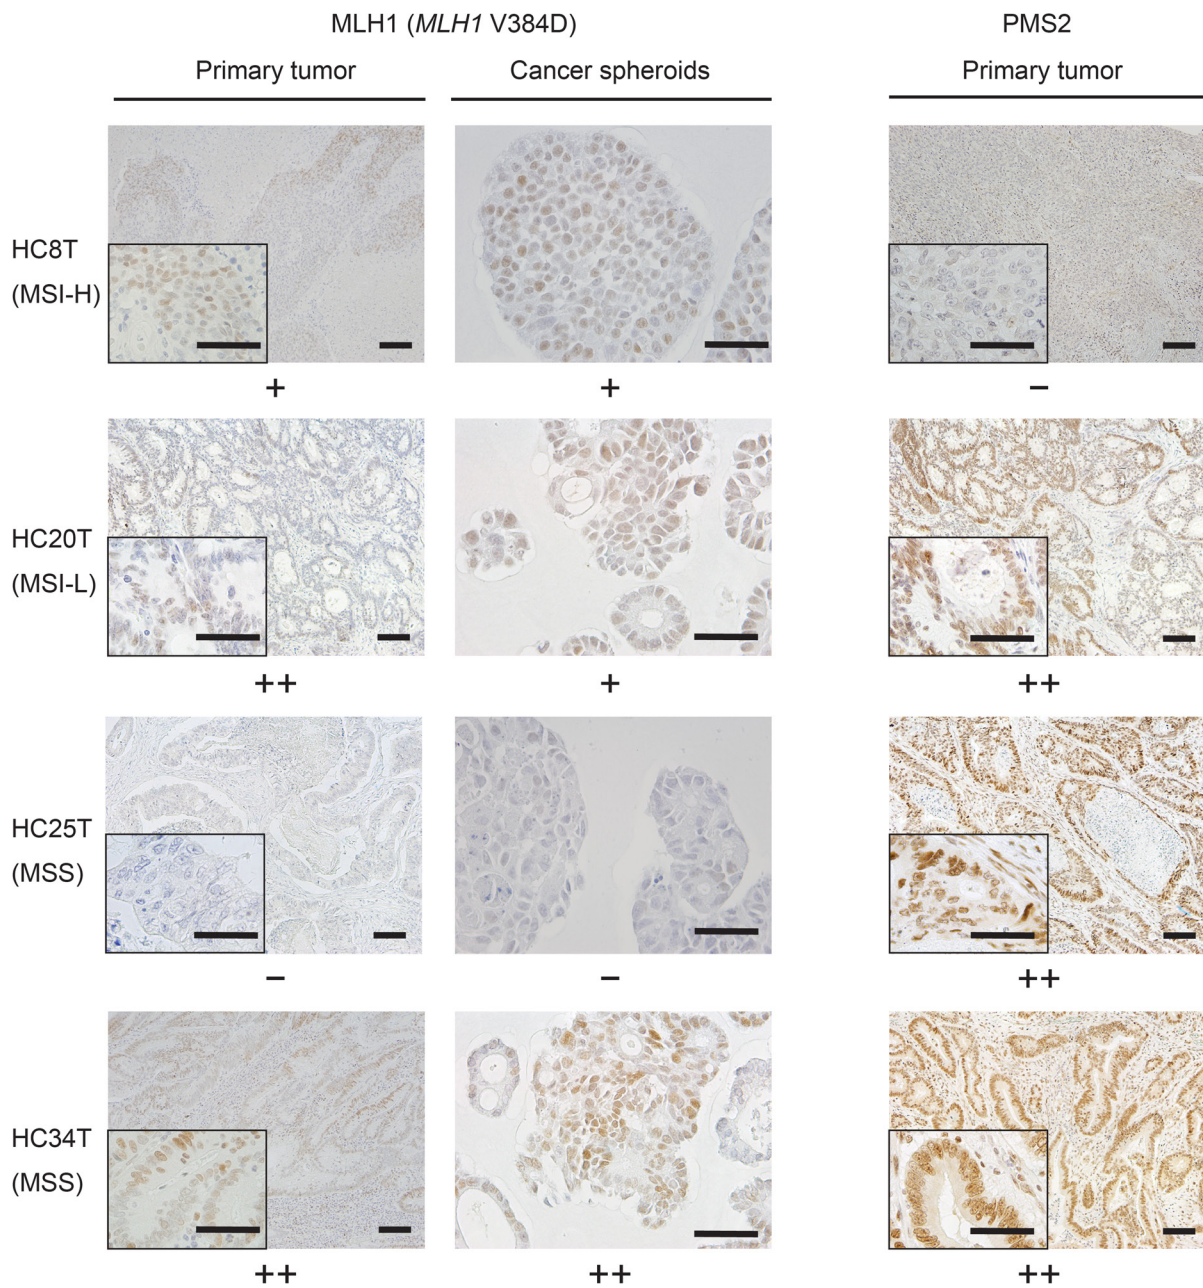 MLH1 (MLH1 V384D) PMS2
Primary tumor Cancer spheroids Primary tumor
HC8T
(MSI-H)
+ + −
HC20T
(MSI-L)
++ + ++
HC25T
(MSS)
− − ++
HC34T
(MSS)
++ ++ ++